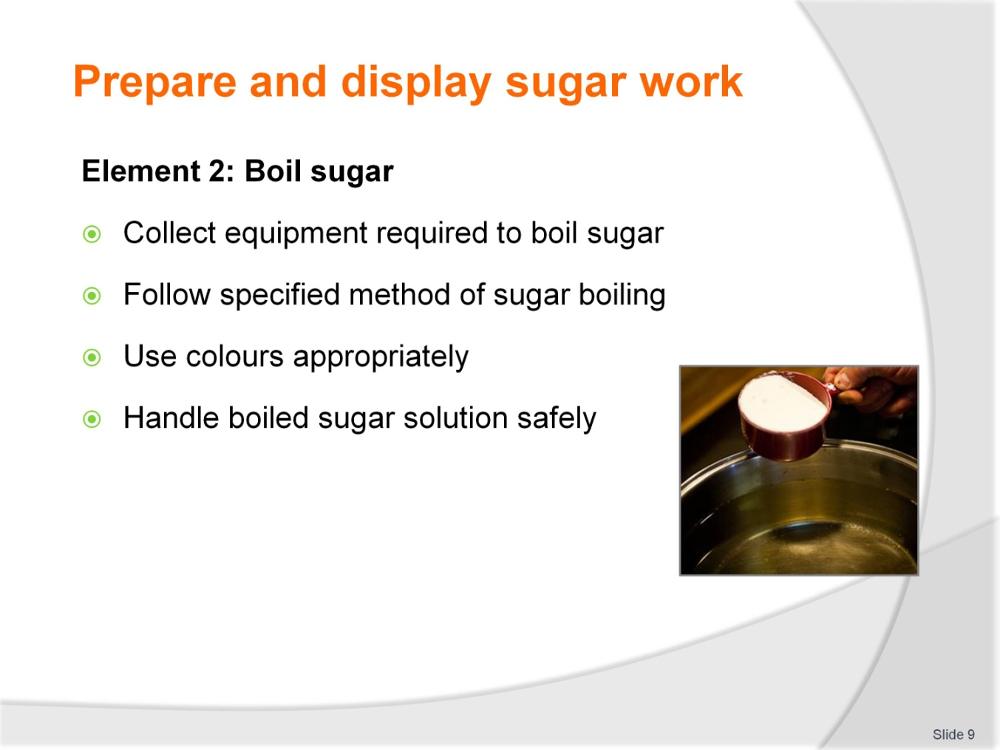 Prepare and display sugar work
Element 2: Boil sugar
Collect equipment required to boil sugar
Follow specified method of sugar boiling
Use colours appropriately
Handle boiled sugar solution safely
Slide 9